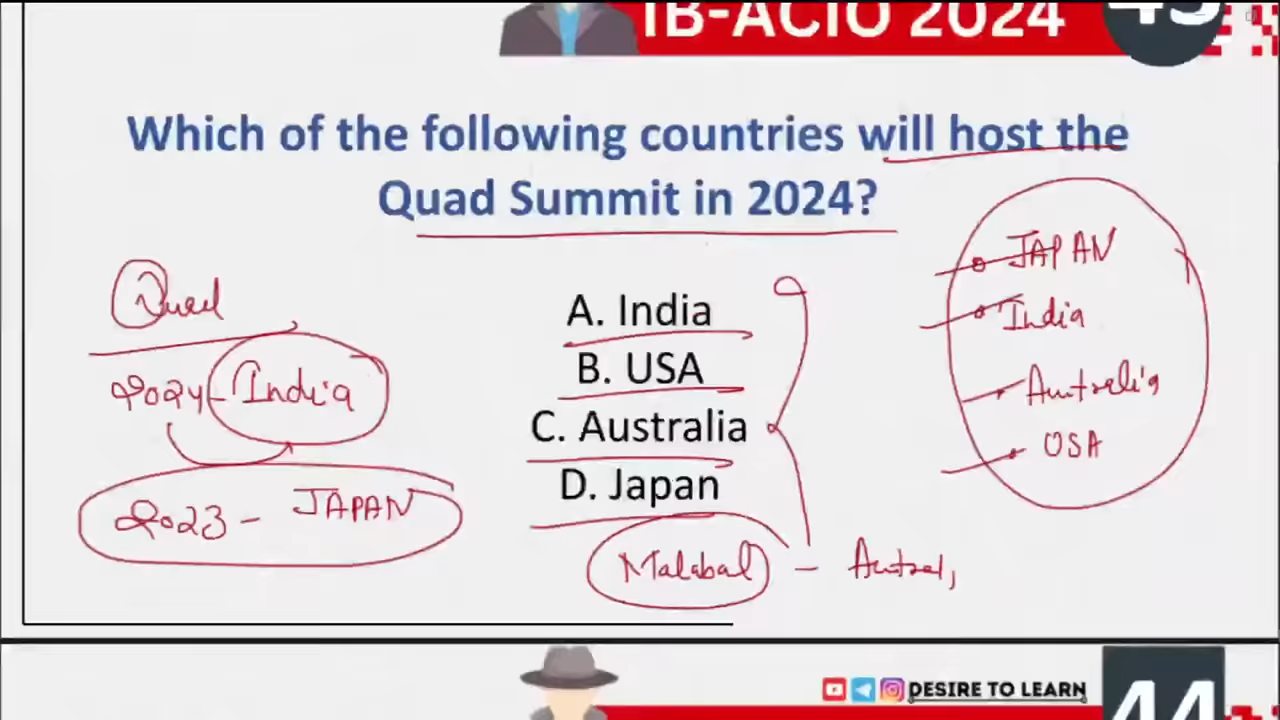 IB-ACIO 2024
43
Which of the following countries will host the
Quad Summit in 2024?
Quad
2024 - India
2023 - JAPAN
A. India
B. USA
C. Australia
D. Japan
JAPAN
India
Australia
USA
Malabal -
DESIRE TO LEARN
44